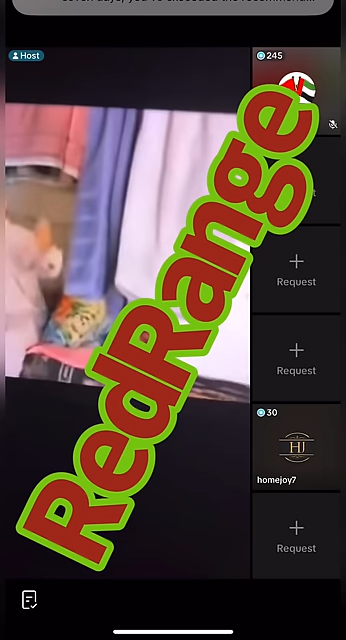 Host
245
RedRange
Request
Request
30
HJ
homejoy7
Request